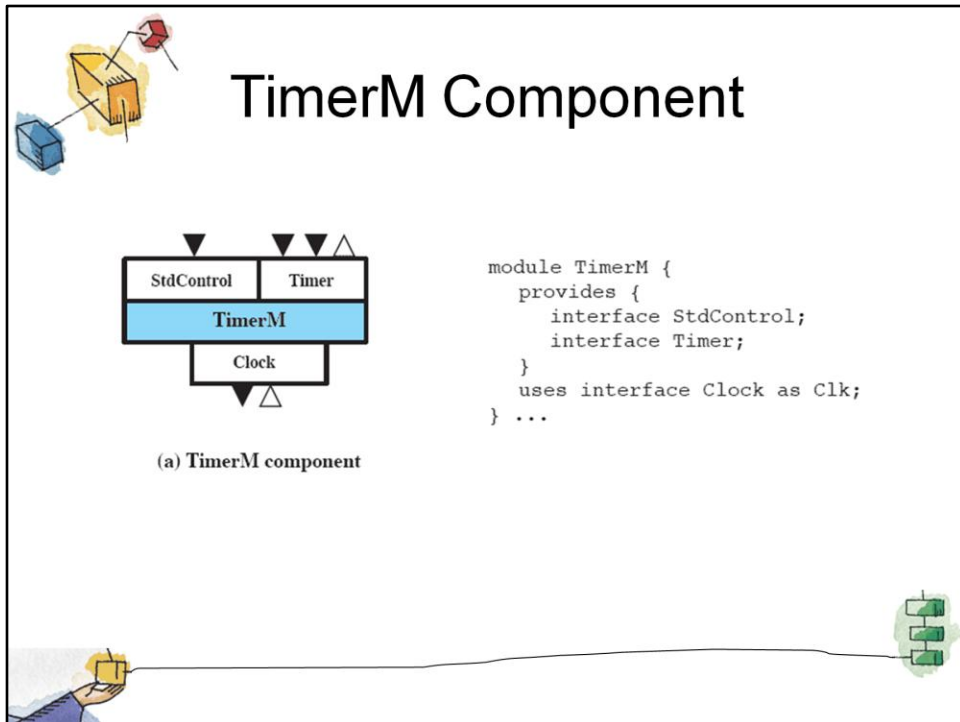 TimerM Component
StdControl Timer
TimerM
Clock
(a) TimerM component
module TimerM {
provides {
interface StdControl;
interface Timer;
}
uses interface Clock as Clk;
} ...